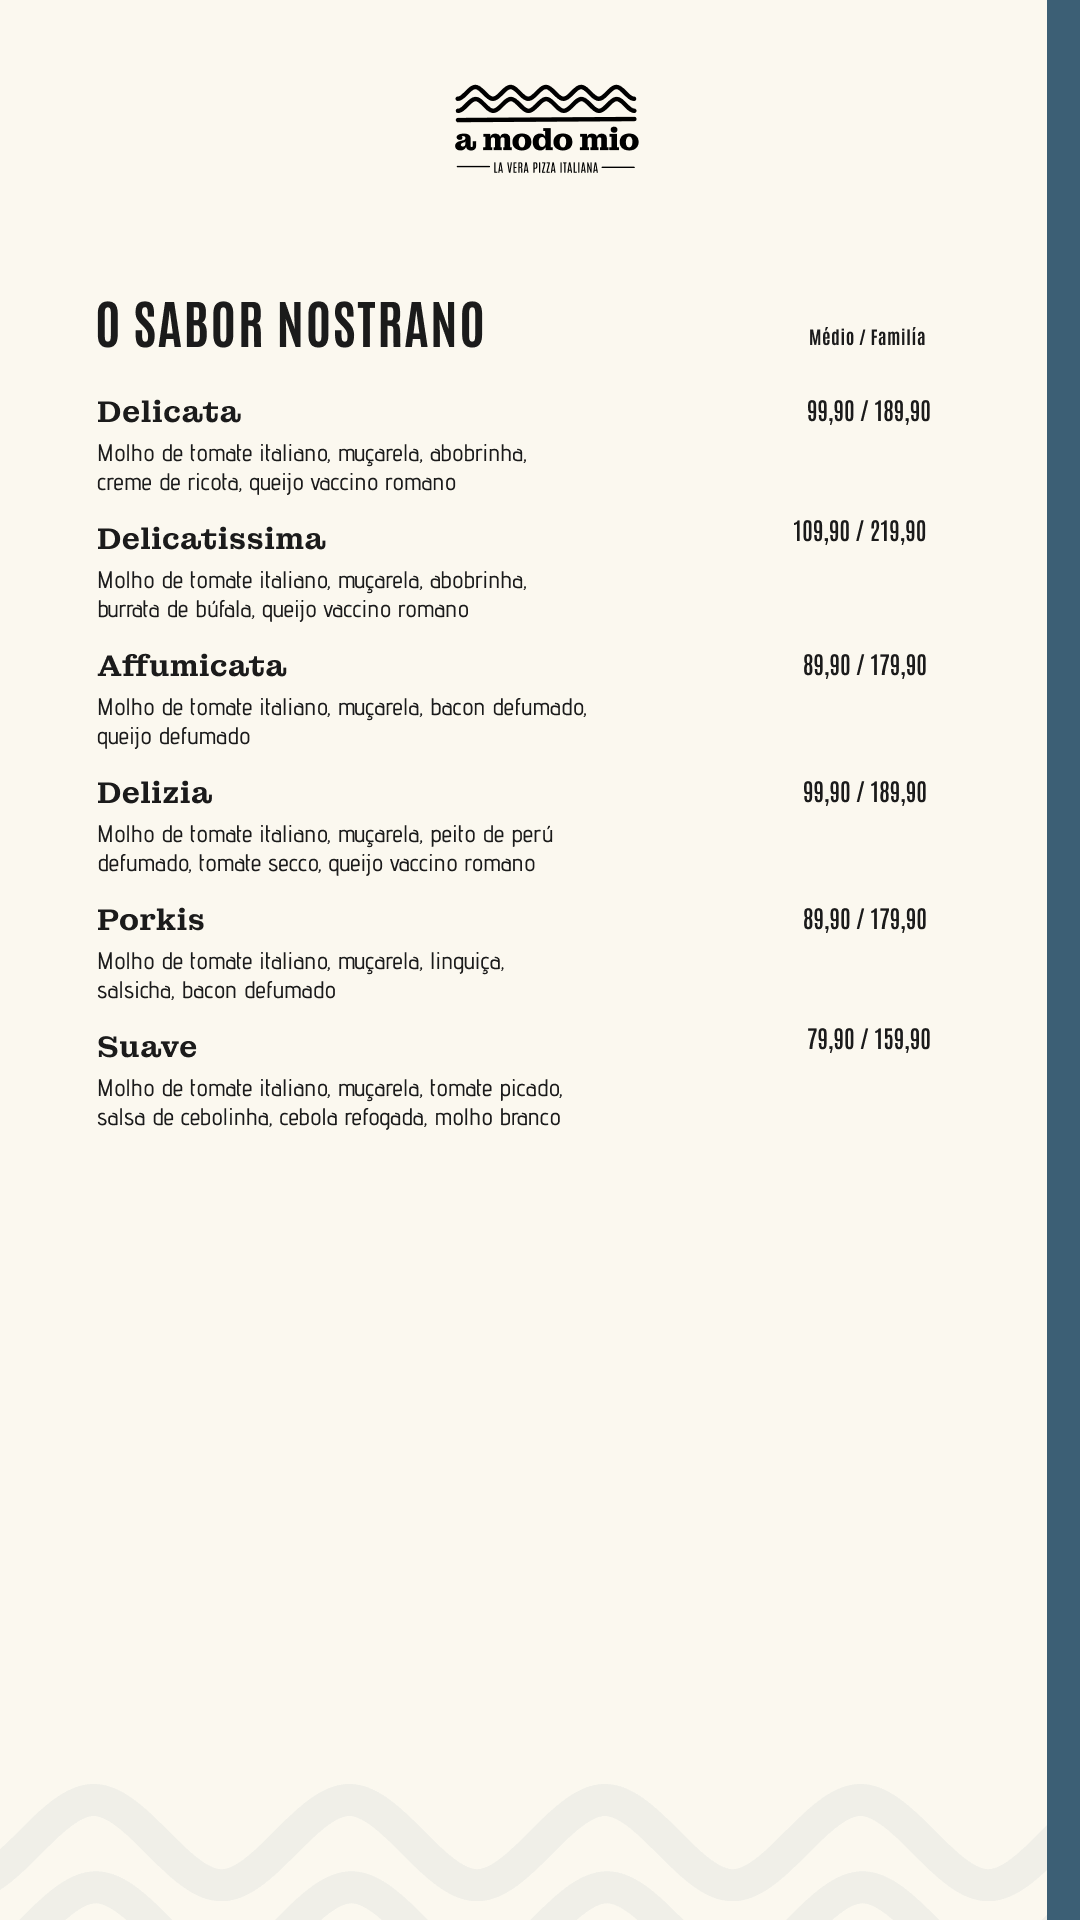 a modo mio
LA VERA PIZZA ITALIANA
O SABOR NOSTRANO
Médio / Familía
Delicata 99,90 / 189,90
Molho de tomate italiano, muçarela, abobrinha,
creme de ricota, queijo vaccino romano
Delicatissima 109,90 / 219,90
Molho de tomate italiano, muçarela, abobrinha,
burrata de búfala, queijo vaccino romano
Affumicata 89,90 / 179,90
Molho de tomate italiano, muçarela, bacon defumado,
queijo defumado
Delizia 99,90 / 189,90
Molho de tomate italiano, muçarela, peito de perú
defumado, tomate secco, queijo vaccino romano
Porkis 89,90 / 179,90
Molho de tomate italiano, muçarela, linguiça,
salsicha, bacon defumado
Suave 79,90 / 159,90
Molho de tomate italiano, muçarela, tomate picado,
salsa de cebolinha, cebola refogada, molho branco